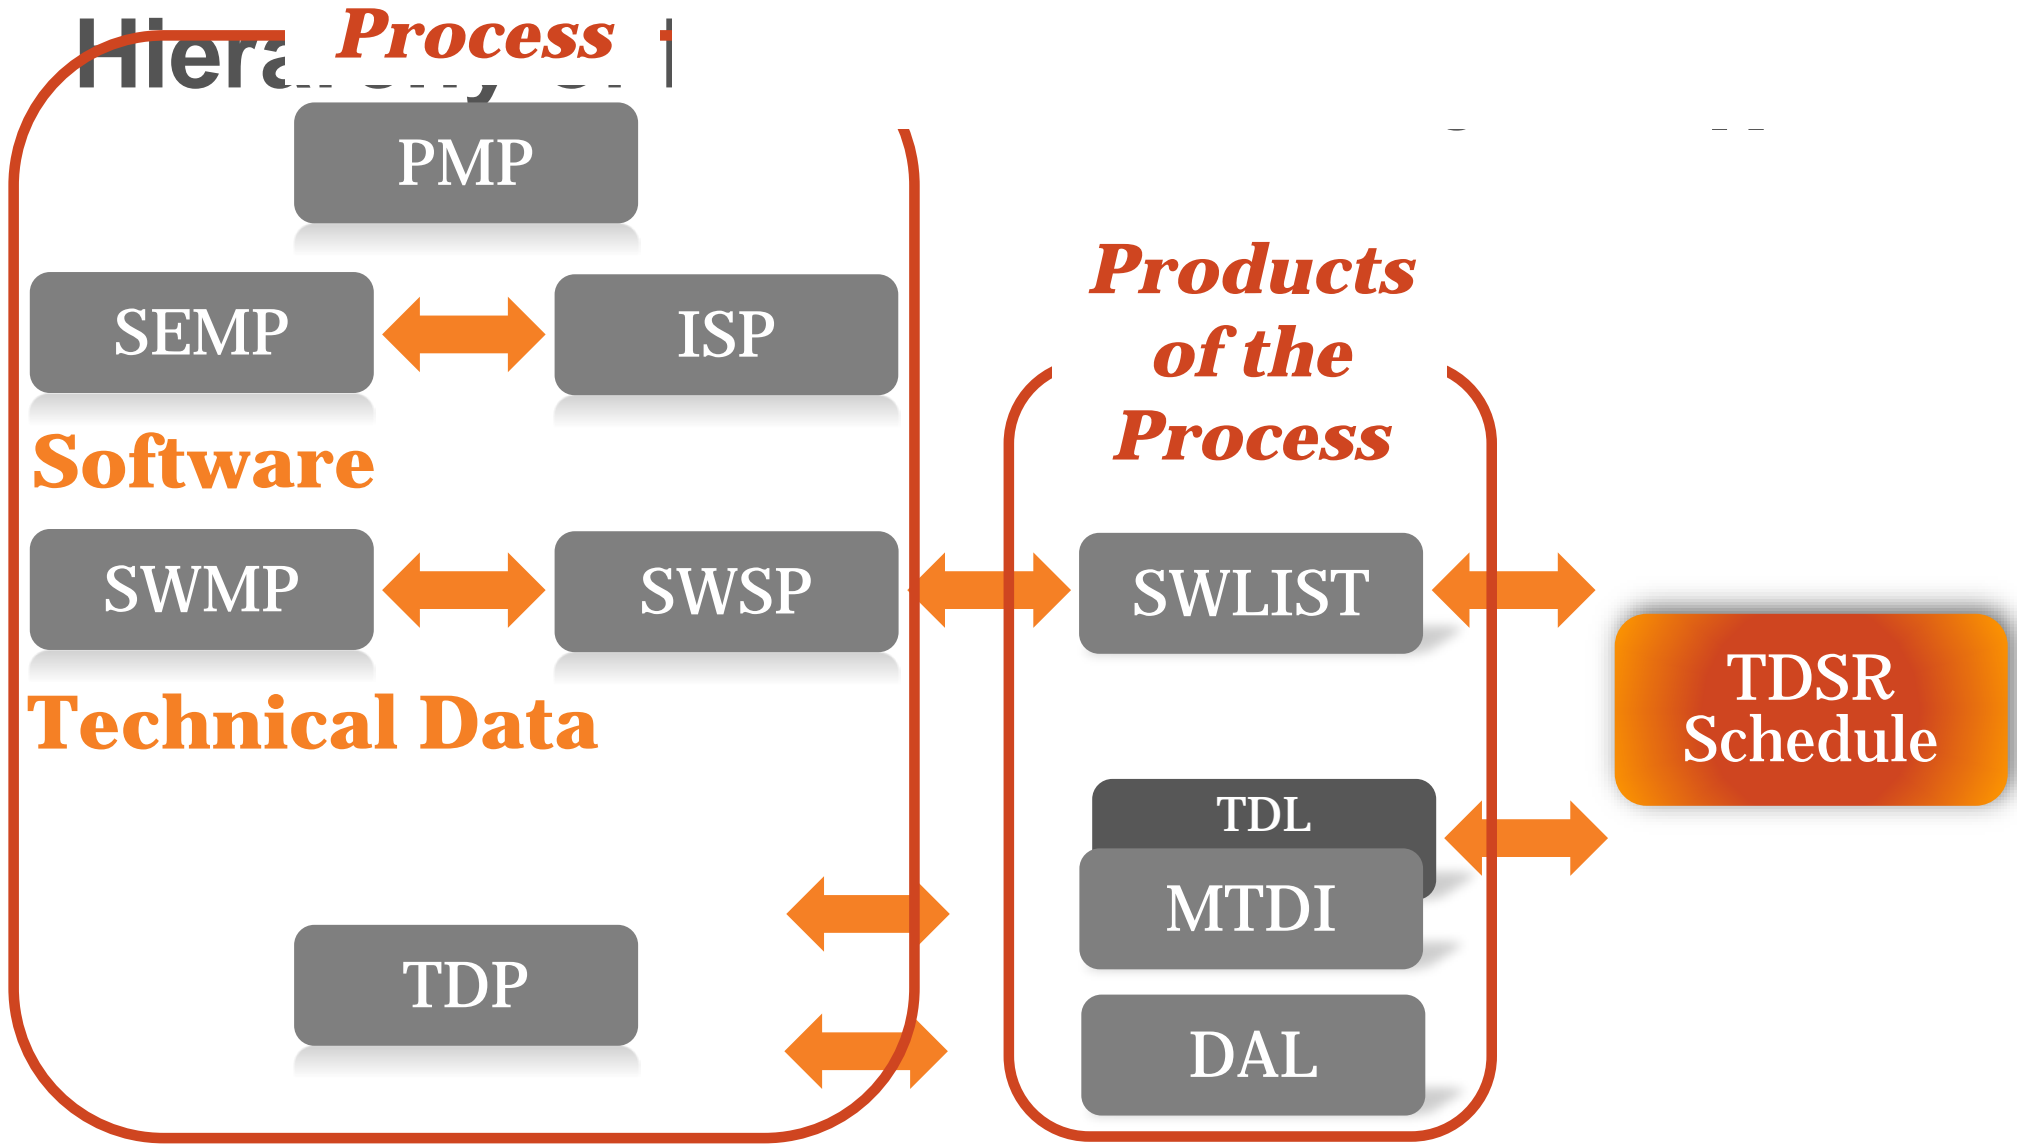 Process
PMP
SEMP
ISP
Products
of the
Process
Software
SWMP
SWSP
SWLIST
Technical Data
TDSR
Schedule
TDL
MTDI
TDP
DAL